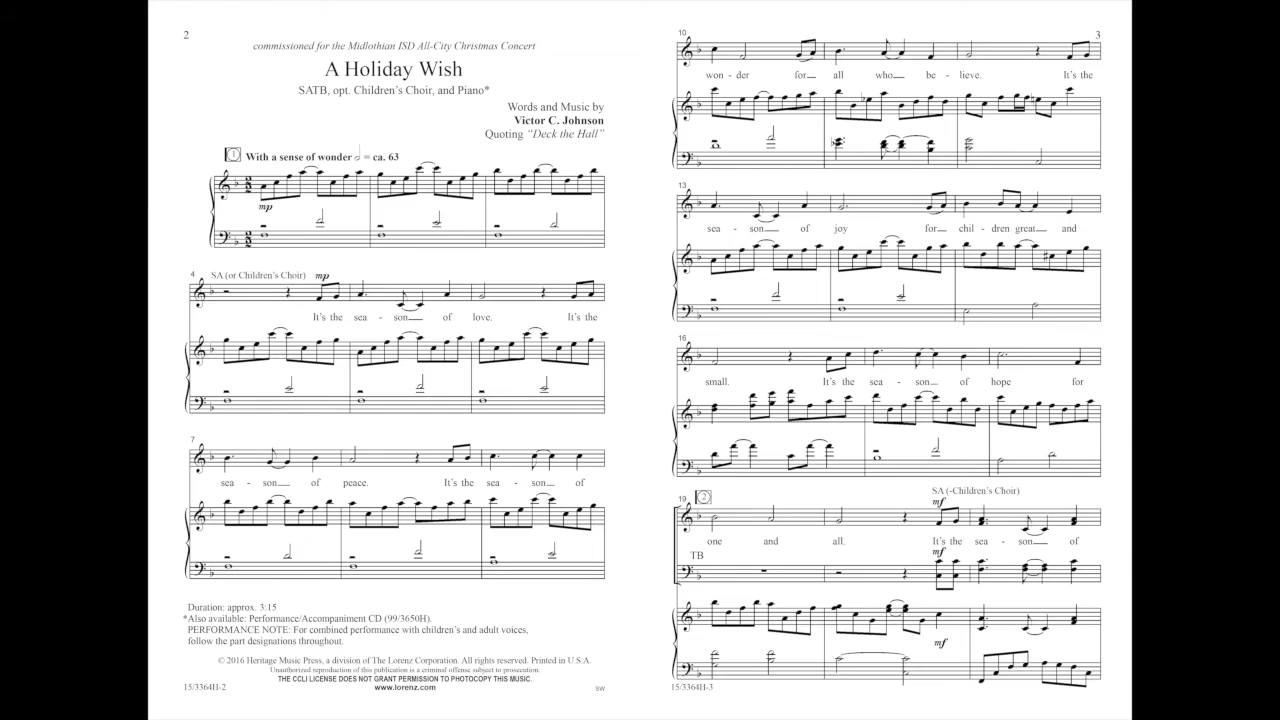 2
commissioned for the Midlothian ISD All-City Christmas Concert
A Holiday Wish
SATB, opt. Children's Choir, and Piano*
Words and Music by
Victor C. Johnson
Quoting “Deck the Hall”
1 With a sense of wonder = ca. 63
mp
4 SA (or Children's Choir) mp
It's the sea - son of love. It's the
7
sea - son of peace. It's the sea - son of
Duration: approx. 3:15
*Also available: Performance/Accompaniment CD (99/3650H).
PERFORMANCE NOTE: For combined performance with children's and adult voices,
follow the part designations throughout.
© 2016 Heritage Music Press, a division of The Lorenz Corporation. All rights reserved. Printed in U.S.A.
Unauthorized reproduction of this publication is a criminal offense subject to prosecution.
THE CCLI LICENSE DOES NOT GRANT PERMISSION TO PHOTOCOPY THIS MUSIC.
www.lorenz.com
15/3364H-2
SW
3
10
won - der for all who be - lieve. It's the
13
sea - son of joy for chil - dren great and
16
small. It's the sea - son of hope for
19 2 SA (-Children's Choir)
mf
one and all. It's the sea - son of
TB mf
mf
15/3364H-3